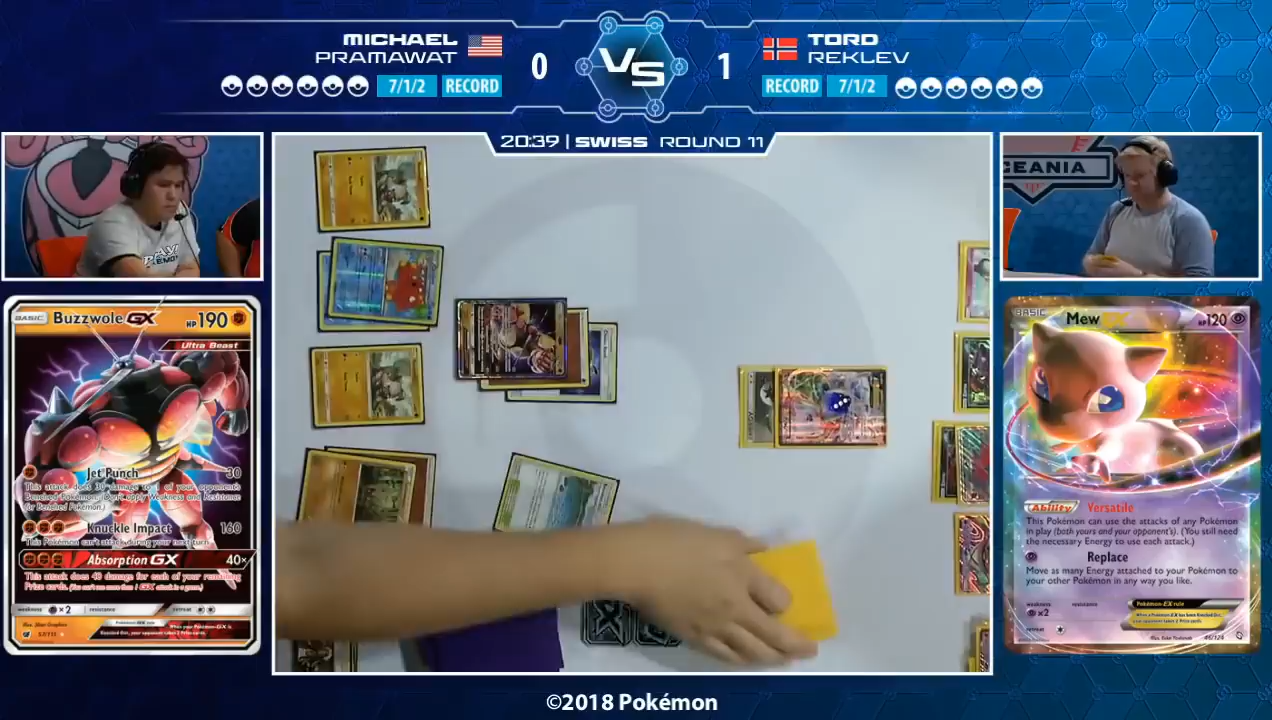 MICHAEL
PRAMAWAT
7/1/2
RECORD
0
VS
1
TORD
REKLEV
RECORD
7/1/2
20:39 | SWISS ROUND 11
CEANIA
BASIC
Buzzwole GX
HP190
Ultra Beast
Jet Punch 30
This attack does 30 damage to 1 of your opponent's
Benched Pokémon. (Don't apply Weakness and Resistance
for Benched Pokémon.)
Knuckle Impact 160
This Pokémon can't attack during your next turn.
Absorption GX 40×
This attack does 40 damage for each of your remaining
Prize cards. (You can't use more than 1 GX attack in a game.)
weakness ×2 resistance retreat
57/111
BASIC
Mew EX
HP120
Ability Versatile
This Pokémon can use the attacks of any Pokémon
in play (both yours and your opponent's). (You still need
the necessary Energy to use each attack.)
Replace
Move as many Energy attached to your Pokémon to
your other Pokémon in any way you like.
weakness resistance
×2
retreat
Pokémon-EX rule
When a Pokémon-EX has been Knocked Out,
your opponent takes 2 Prize cards.
46/124
©2018 Pokémon